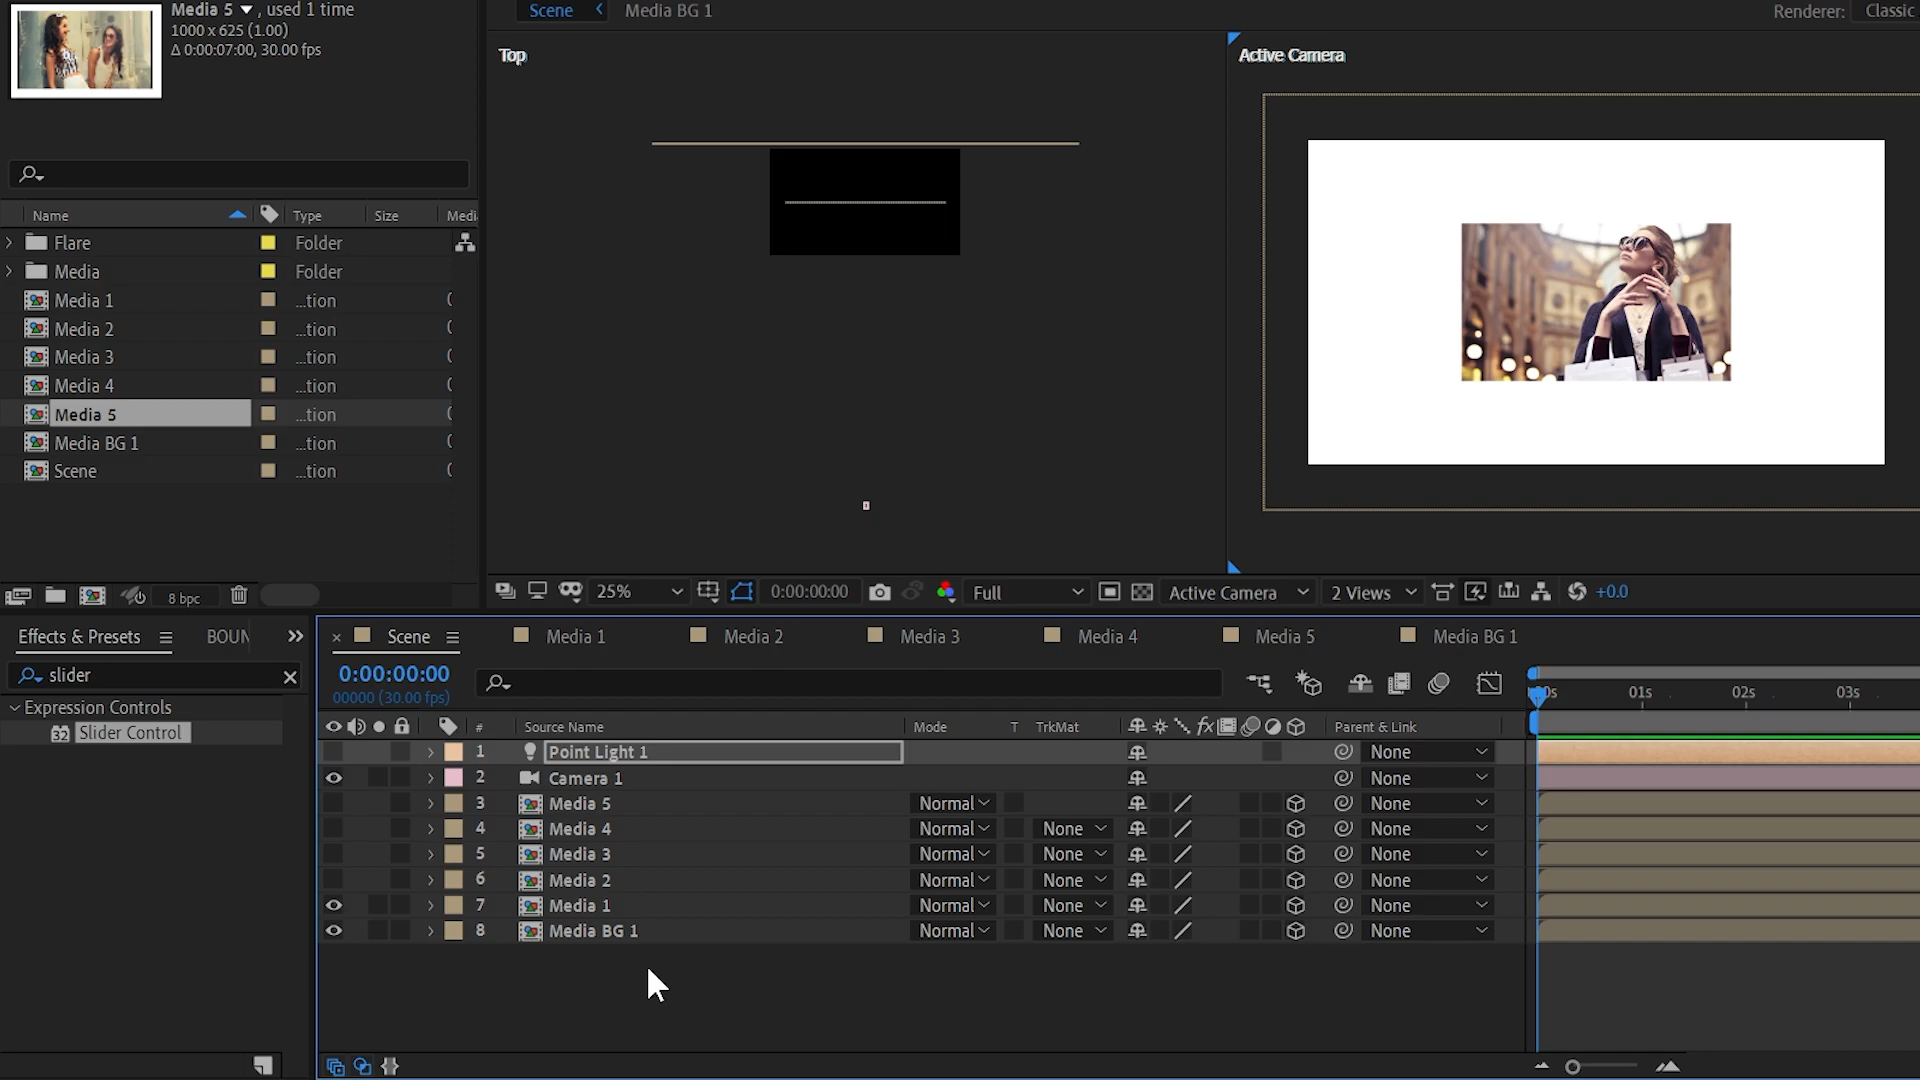 Media 5 , used 1 time
1000 x 625 (1.00)
Δ 0:00:07:00, 30.00 fps
Name Type Size
Flare Folder
Media Folder
Media 1 ...tion
Media 2 ...tion
Media 3 ...tion
Media 4 ...tion
Media 5 ...tion
Media BG 1 ...tion
Scene ...tion
8 bpc
Scene Media BG 1
Renderer: Classic
Top
Active Camera
25% 0:00:00:00 Full Active Camera 2 Views +0.0
Effects & Presets BOUN
slider
Expression Controls
32 Slider Control
Scene Media 1 Media 2 Media 3 Media 4 Media 5 Media BG 1
0:00:00:00
00000 (30.00 fps)
01s 02s 03s
# Source Name Mode T TrkMat fx Parent & Link
1 Point Light 1 None
2 Camera 1 None
3 Media 5 Normal None
4 Media 4 Normal None None
5 Media 3 Normal None None
6 Media 2 Normal None None
7 Media 1 Normal None None
8 Media BG 1 Normal None None